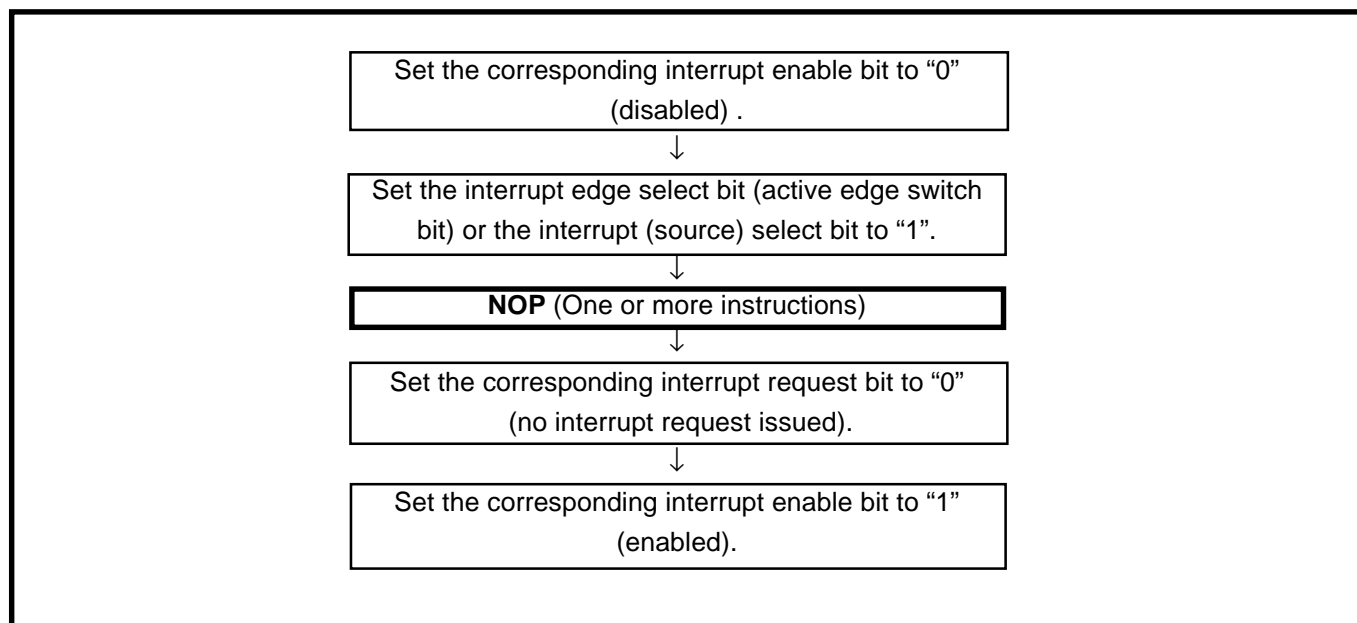 Set the corresponding interrupt enable bit to “0”
(disabled) .
↓
Set the interrupt edge select bit (active edge switch
bit) or the interrupt (source) select bit to “1”.
↓
NOP (One or more instructions)
↓
Set the corresponding interrupt request bit to “0”
(no interrupt request issued).
↓
Set the corresponding interrupt enable bit to “1”
(enabled).